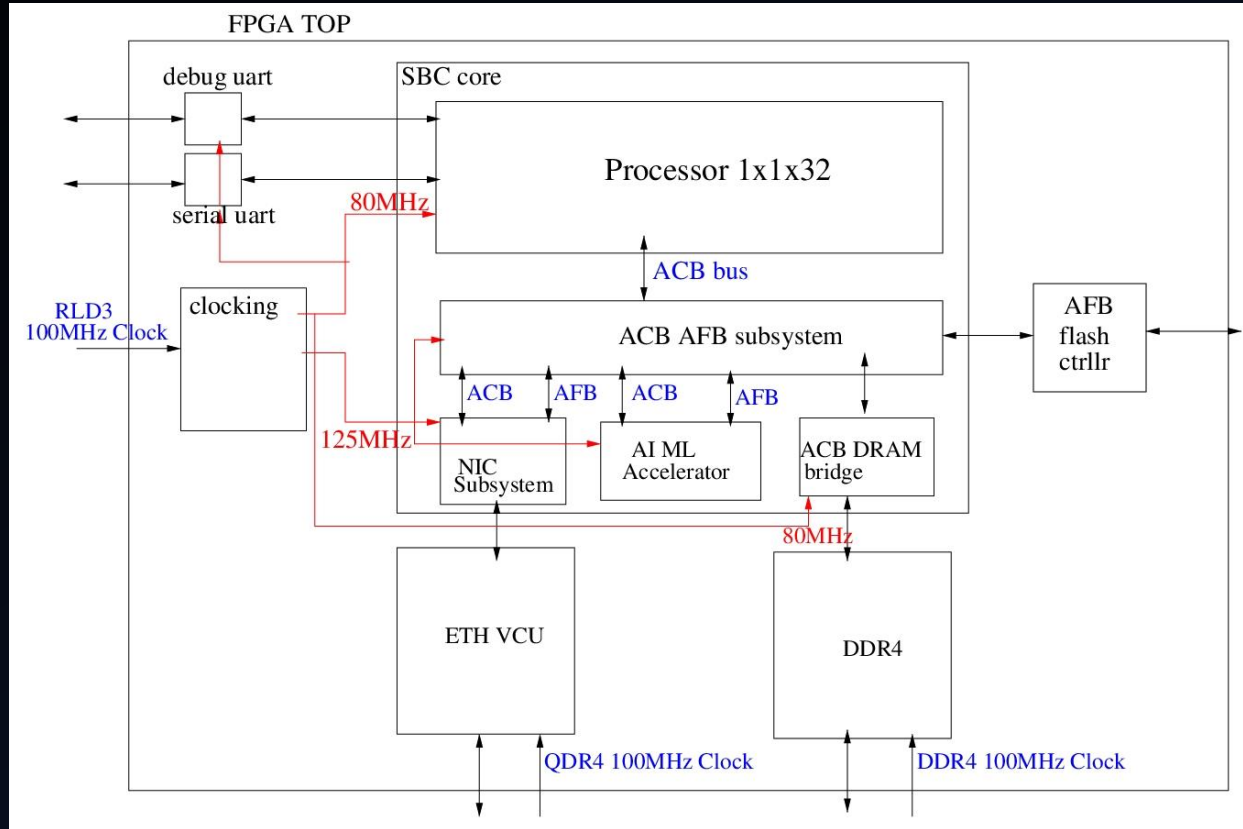 FPGA TOP
debug uart
SBC core
Processor 1x1x32
serial uart
80MHz
ACB bus
RLD3
100MHz Clock
clocking
ACB AFB subsystem
AFB
flash
ctrllr
ACB
AFB
ACB
AFB
125MHz
NIC
Subsystem
AI ML
Accelerator
ACB DRAM
bridge
80MHz
ETH VCU
DDR4
QDR4 100MHz Clock
DDR4 100MHz Clock